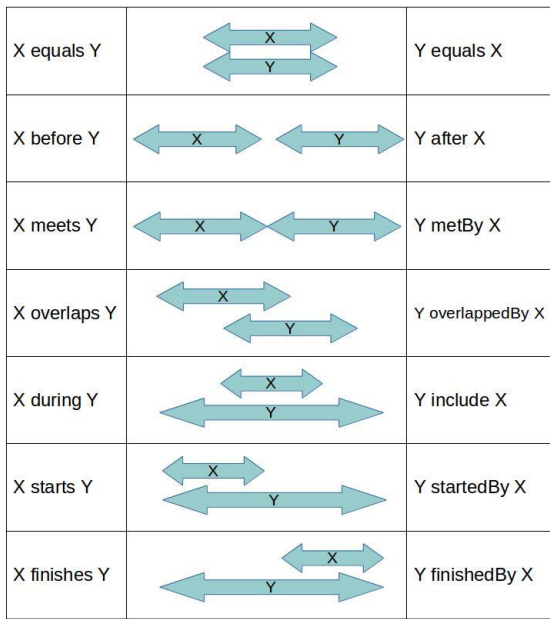 X equals Y
X
Y
Y equals X
X before Y
X
Y
Y after X
X meets Y
X
Y
Y metBy X
X overlaps Y
X
Y
Y overlappedBy X
X during Y
X
Y
Y include X
X starts Y
X
Y
Y startedBy X
X finishes Y
X
Y
Y finishedBy X